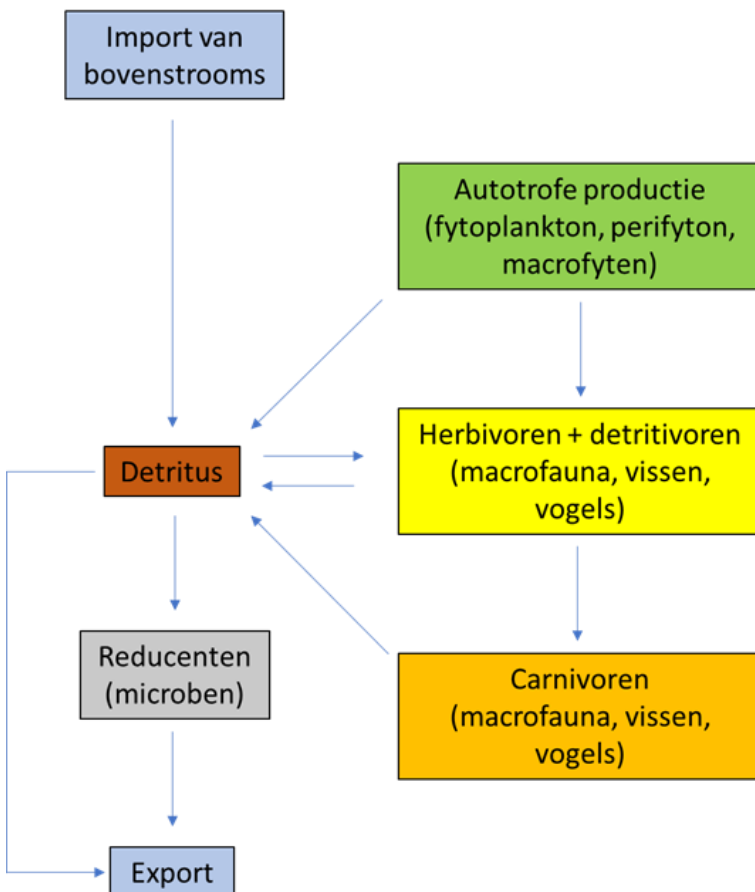 Import van
bovenstrooms
Autotrofe productie
(fytoplankton, perifyton,
macrofyten)
Herbivoren + detritivoren
(macrofauna, vissen,
vogels)
Detritus
Reducenten
(microben)
Carnivoren
(macrofauna, vissen,
vogels)
Export